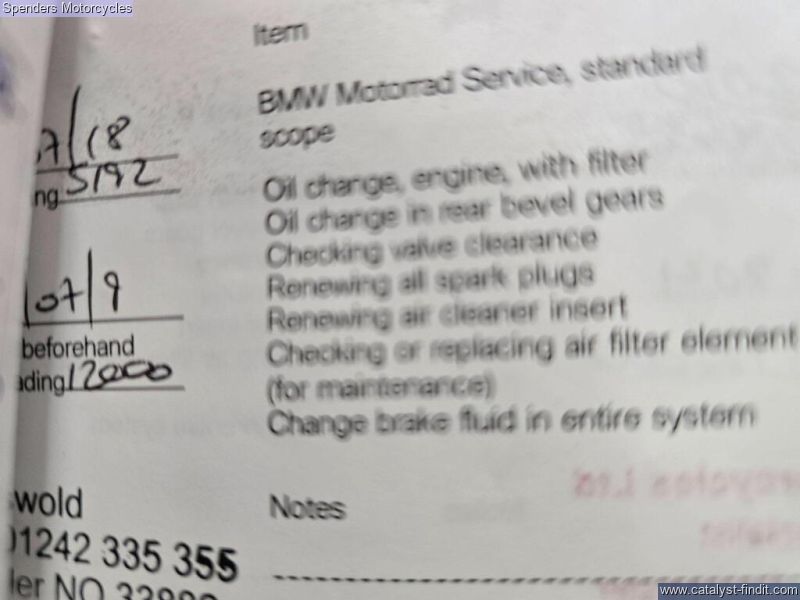 Spenders Motorcycles
Item
BMW Motorrad Service, standard
scope
7/18
ng 5192
Oil change, engine, with filter
Oil change in rear bevel gears
Checking valve clearance
Renewing all spark plugs
Renewing air cleaner insert
Checking or replacing air filter element
(for maintenance)
Change brake fluid in entire system
07/9
beforehand
ading 12000
Notes
wold
01242 335 355
ler NO
www.catalyst-findit.com